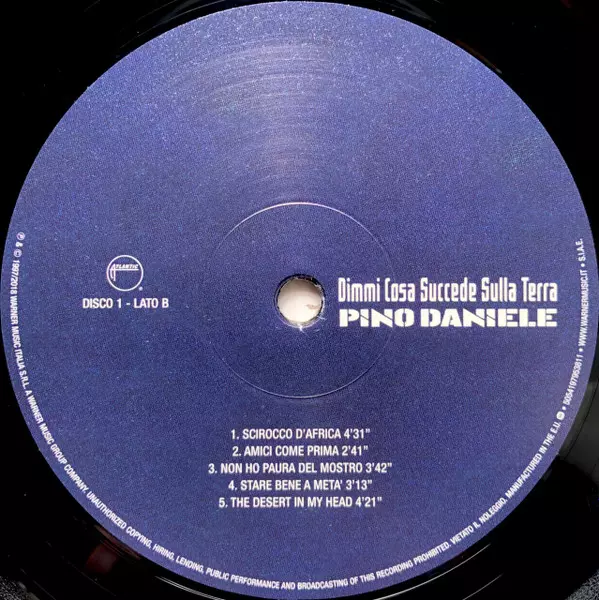 ATLANTIC
DISCO 1 - LATO B
Dimmi Cosa Succede Sulla Terra
PINO DANIELE
1. SCIROCCO D'AFRICA 4'31"
2. AMICI COME PRIMA 2'41"
3. NON HO PAURA DEL MOSTRO 3'42"
4. STARE BENE A META' 3'13"
5. THE DESERT IN MY HEAD 4'21"
℗ & © 1997/2018 WARNER MUSIC ITALIA S.R.L. A WARNER MUSIC GROUP COMPANY. UNAUTHORIZED COPYING, HIRING, LENDING, PUBLIC PERFORMANCE AND BROADCASTING OF THIS RECORDING PROHIBITED. VIETATO IL NOLEGGIO. MANUFACTURED IN THE E.U. • 5054197953811 • WWW.WARNERMUSIC.IT • S.I.A.E.